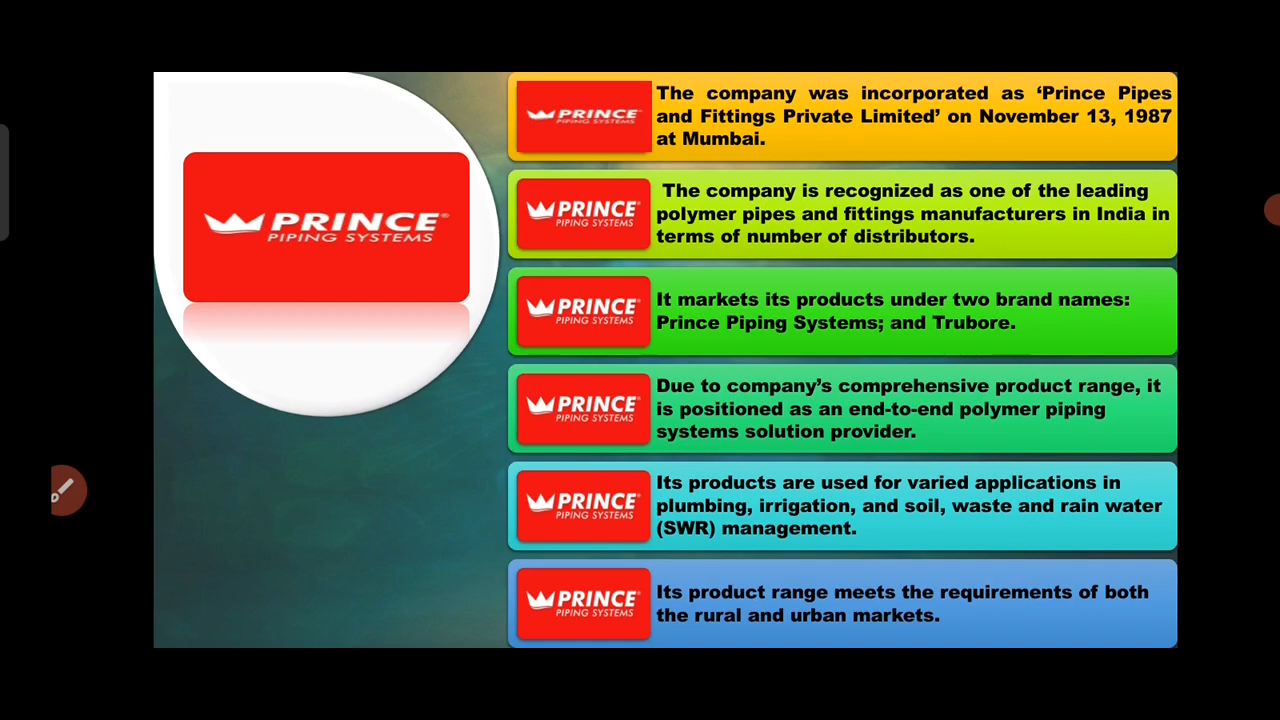 PRINCE®
PIPING SYSTEMS
PRINCE®
PIPING SYSTEMS
The company was incorporated as ‘Prince Pipes
and Fittings Private Limited’ on November 13, 1987
at Mumbai.
PRINCE®
PIPING SYSTEMS
The company is recognized as one of the leading
polymer pipes and fittings manufacturers in India in
terms of number of distributors.
PRINCE®
PIPING SYSTEMS
It markets its products under two brand names:
Prince Piping Systems; and Trubore.
PRINCE®
PIPING SYSTEMS
Due to company’s comprehensive product range, it
is positioned as an end-to-end polymer piping
systems solution provider.
PRINCE®
PIPING SYSTEMS
Its products are used for varied applications in
plumbing, irrigation, and soil, waste and rain water
(SWR) management.
PRINCE®
PIPING SYSTEMS
Its product range meets the requirements of both
the rural and urban markets.